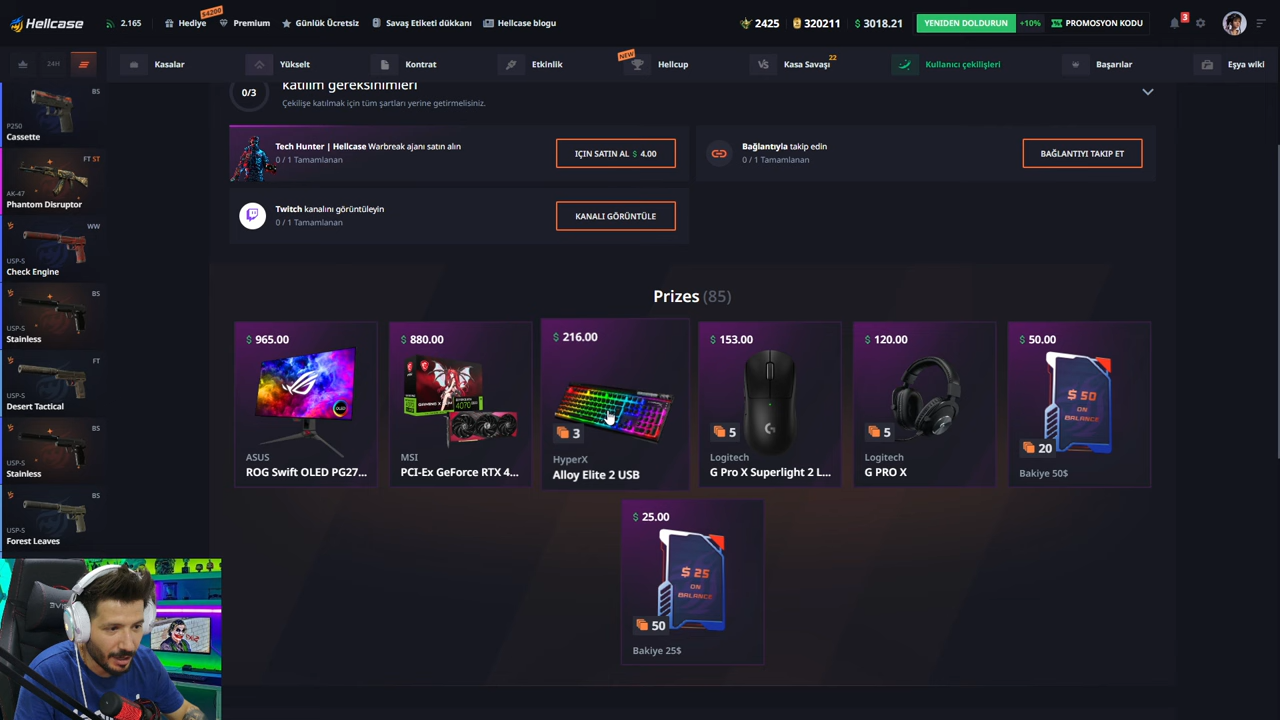 Hellcase
2.165
Hediye
$4200
Premium
Günlük Ücretsiz
Savaş Etiketi dükkanı
Hellcase blogu
2425
320211
$ 3018.21
YENİDEN DOLDURUN
+10%
PROMOSYON KODU
3
24H
Kasalar
Yükselt
Kontrat
Etkinlik
NEW
Hellcup
VS
Kasa Savaşı
22
Kullanıcı çekilişleri
Başarılar
Eşya wiki
BS
P250
Cassette
FT ST
AK-47
Phantom Disruptor
WW
USP-S
Check Engine
BS
USP-S
Stainless
FT
Desert Tactical
BS
USP-S
Stainless
BS
USP-S
Forest Leaves
0/3
katılım gereksinimleri
Çekilişe katılmak için tüm şartları yerine getirmelisiniz.
Tech Hunter | Hellcase Warbreak ajanı satın alın
0 / 1 Tamamlanan
IÇIN SATIN AL $ 4.00
Bağlantıyla takip edin
0 / 1 Tamamlanan
BAĞLANTIYI TAKIP ET
Twitch kanalını görüntüleyin
0 / 1 Tamamlanan
KANALI GÖRÜNTÜLE
Prizes (85)
$ 965.00
ASUS
ROG Swift OLED PG27...
$ 880.00
MSI
PCI-Ex GeForce RTX 4...
$ 216.00
3
HyperX
Alloy Elite 2 USB
$ 153.00
5
Logitech
G Pro X Superlight 2 L...
$ 120.00
5
Logitech
G PRO X
$ 50.00
$ 50
ON
BALANCE
20
Bakiye 50$
$ 25.00
$ 25
ON
BALANCE
50
Bakiye 25$